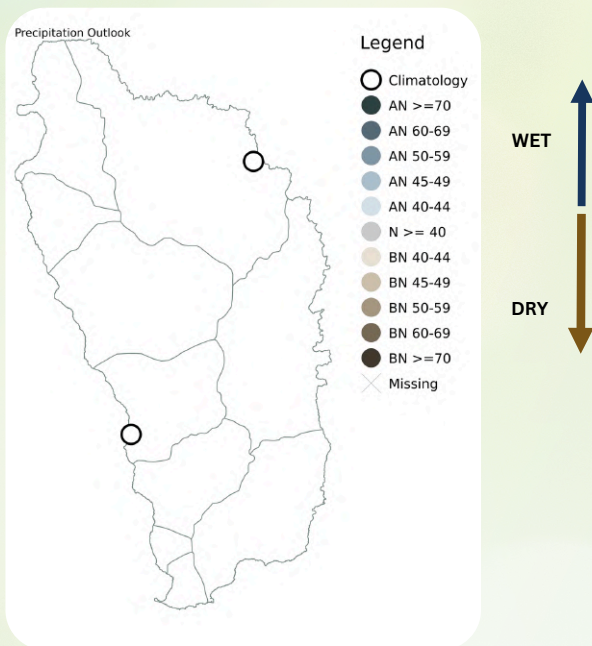 Precipitation Outlook
Legend
Climatology
AN >=70
AN 60-69
AN 50-59
AN 45-49
AN 40-44
N >= 40
BN 40-44
BN 45-49
BN 50-59
BN 60-69
BN >=70
Missing
WET
DRY